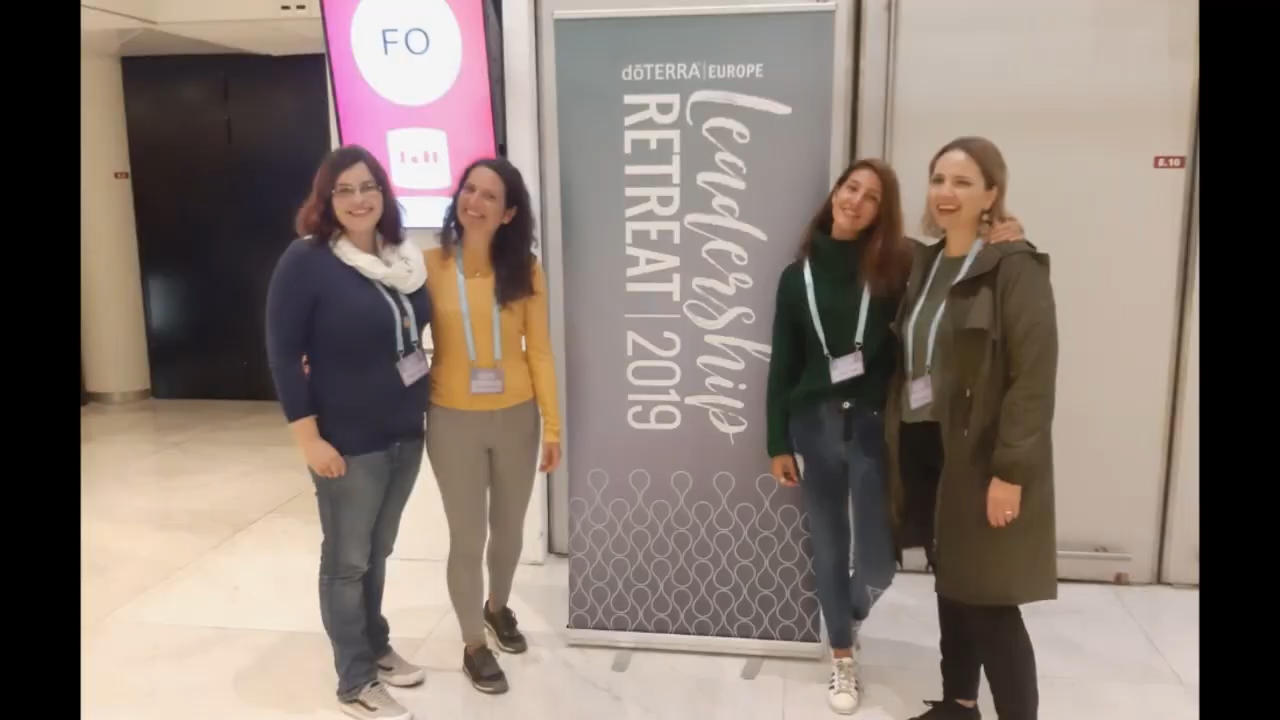 FO
dōTERRA | EUROPE
Leadership
RETREAT | 2019
E.10